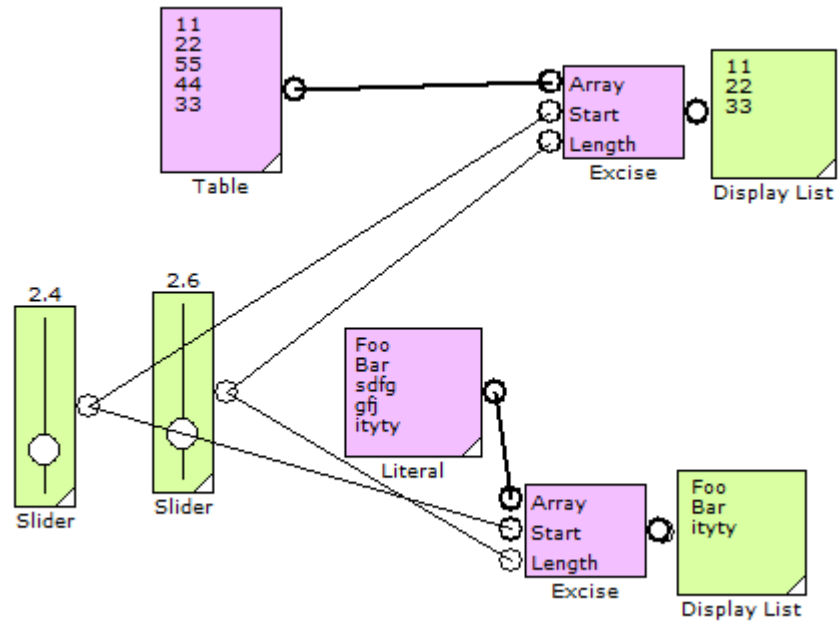 11
22
55
44
33
Table
Array
Start
Length
Excise
11
22
33
Display List
2.4
Slider
2.6
Slider
Foo
Bar
sdfg
gfj
ityty
Literal
Array
Start
Length
Excise
Foo
Bar
ityty
Display List